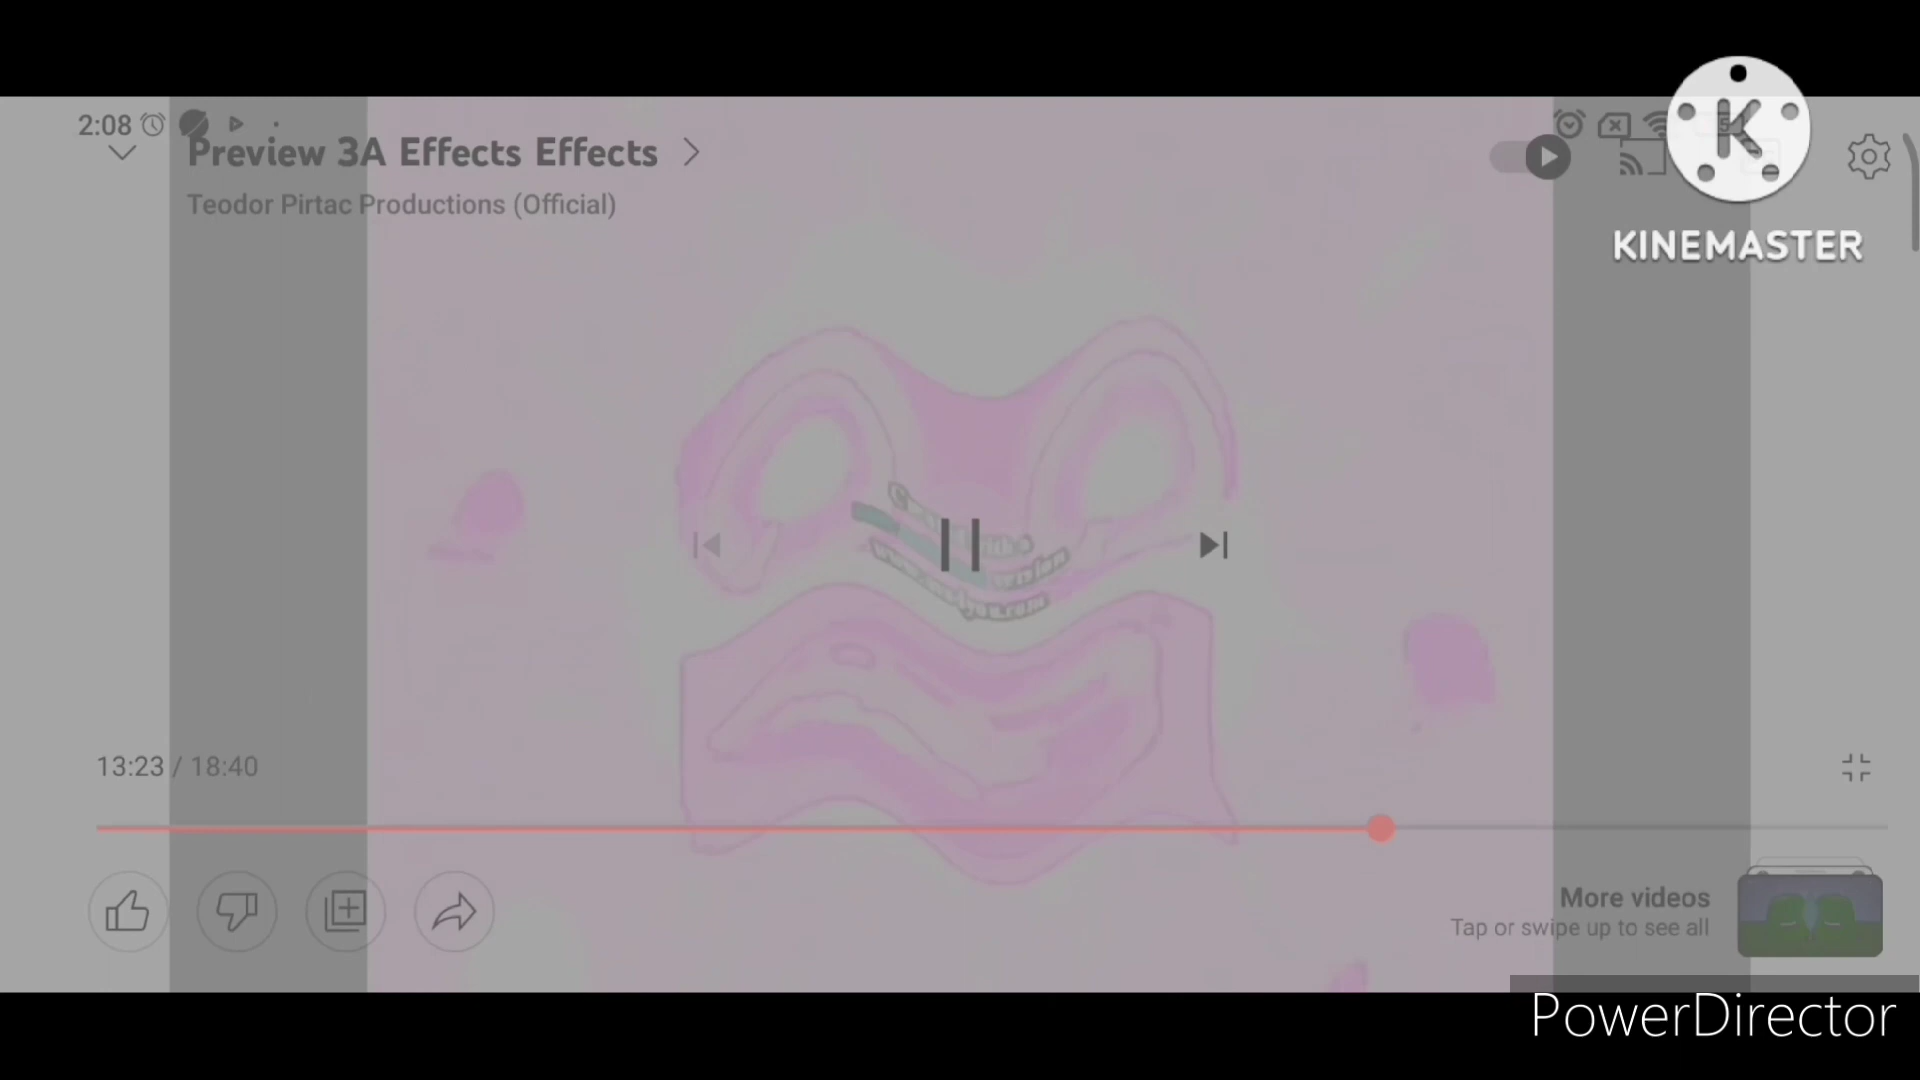 2:08
Preview 3A Effects Effects
Teodor Pirtac Productions (Official)
K
KINEMASTER
13:23 / 18:40
More videos
Tap or swipe up to see all
PowerDirector